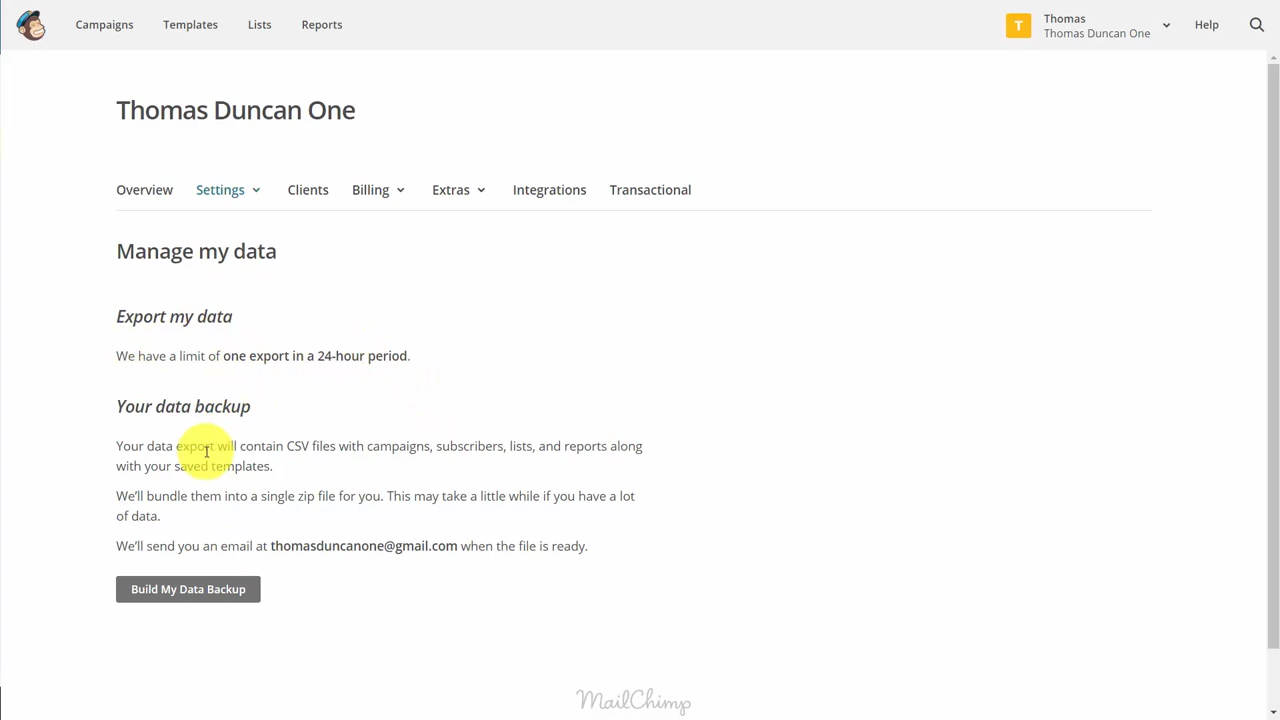 Campaigns Templates Lists Reports
T Thomas Help
Thomas Duncan One
Thomas Duncan One
Overview Settings Clients Billing Extras Integrations Transactional
Manage my data
Export my data
We have a limit of one export in a 24-hour period.
Your data backup
Your data export will contain CSV files with campaigns, subscribers, lists, and reports along
with your saved templates.
We’ll bundle them into a single zip file for you. This may take a little while if you have a lot
of data.
We’ll send you an email at thomasduncanone@gmail.com when the file is ready.
Build My Data Backup
MailChimp